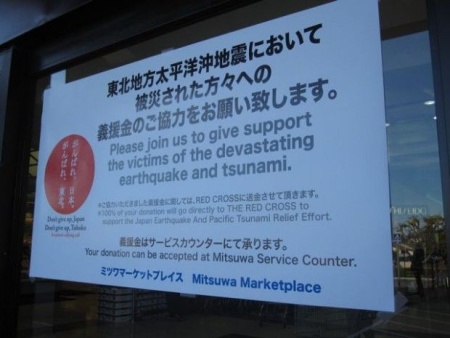 東北地方太平洋沖地震において
被災された方々への
義援金のご協力をお願い致します。
Please join us to give support
the victims of the devastating
earthquake and tsunami.
がんばれ、日本。
がんばれ、東北。
Don't give up, Japan
Don't give up, Tohoku
※ご協力いただきました義援金に関しては、RED CROSSに送金させて頂きます。
※100% of your donation will go directly to THE RED CROSS to
support the Japan Earthquake And Pacific Tsunami Relief Effort.
義援金はサービスカウンターにて承ります。
Your donation can be accepted at Mitsuwa Service Counter.
ミツワマーケットプレイス Mitsuwa Marketplace